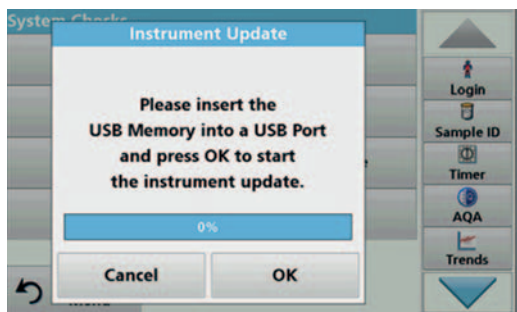 System Checks
Instrument Update
Please insert the
USB Memory into a USB Port
and press OK to start
the instrument update.
0%
Cancel
OK
Login
Sample ID
Timer
AQA
Trends